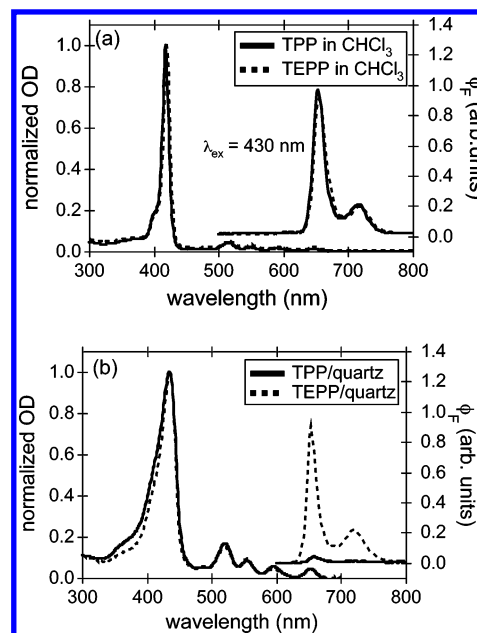 (a)
TPP in CHCl₃
TEPP in CHCl₃
λex = 430 nm
normalized OD
1.0
0.8
0.6
0.4
0.2
0.0
1.4
1.2
1.0
0.8
0.6
0.4
0.2
0.0
φF (arb.units)
300 400 500 600 700 800
wavelength (nm)
(b)
TPP/quartz
TEPP/quartz
normalized OD
1.0
0.8
0.6
0.4
0.2
0.0
1.4
1.2
1.0
0.8
0.6
0.4
0.2
0.0
φF (arb. units)
300 400 500 600 700 800
wavelength (nm)